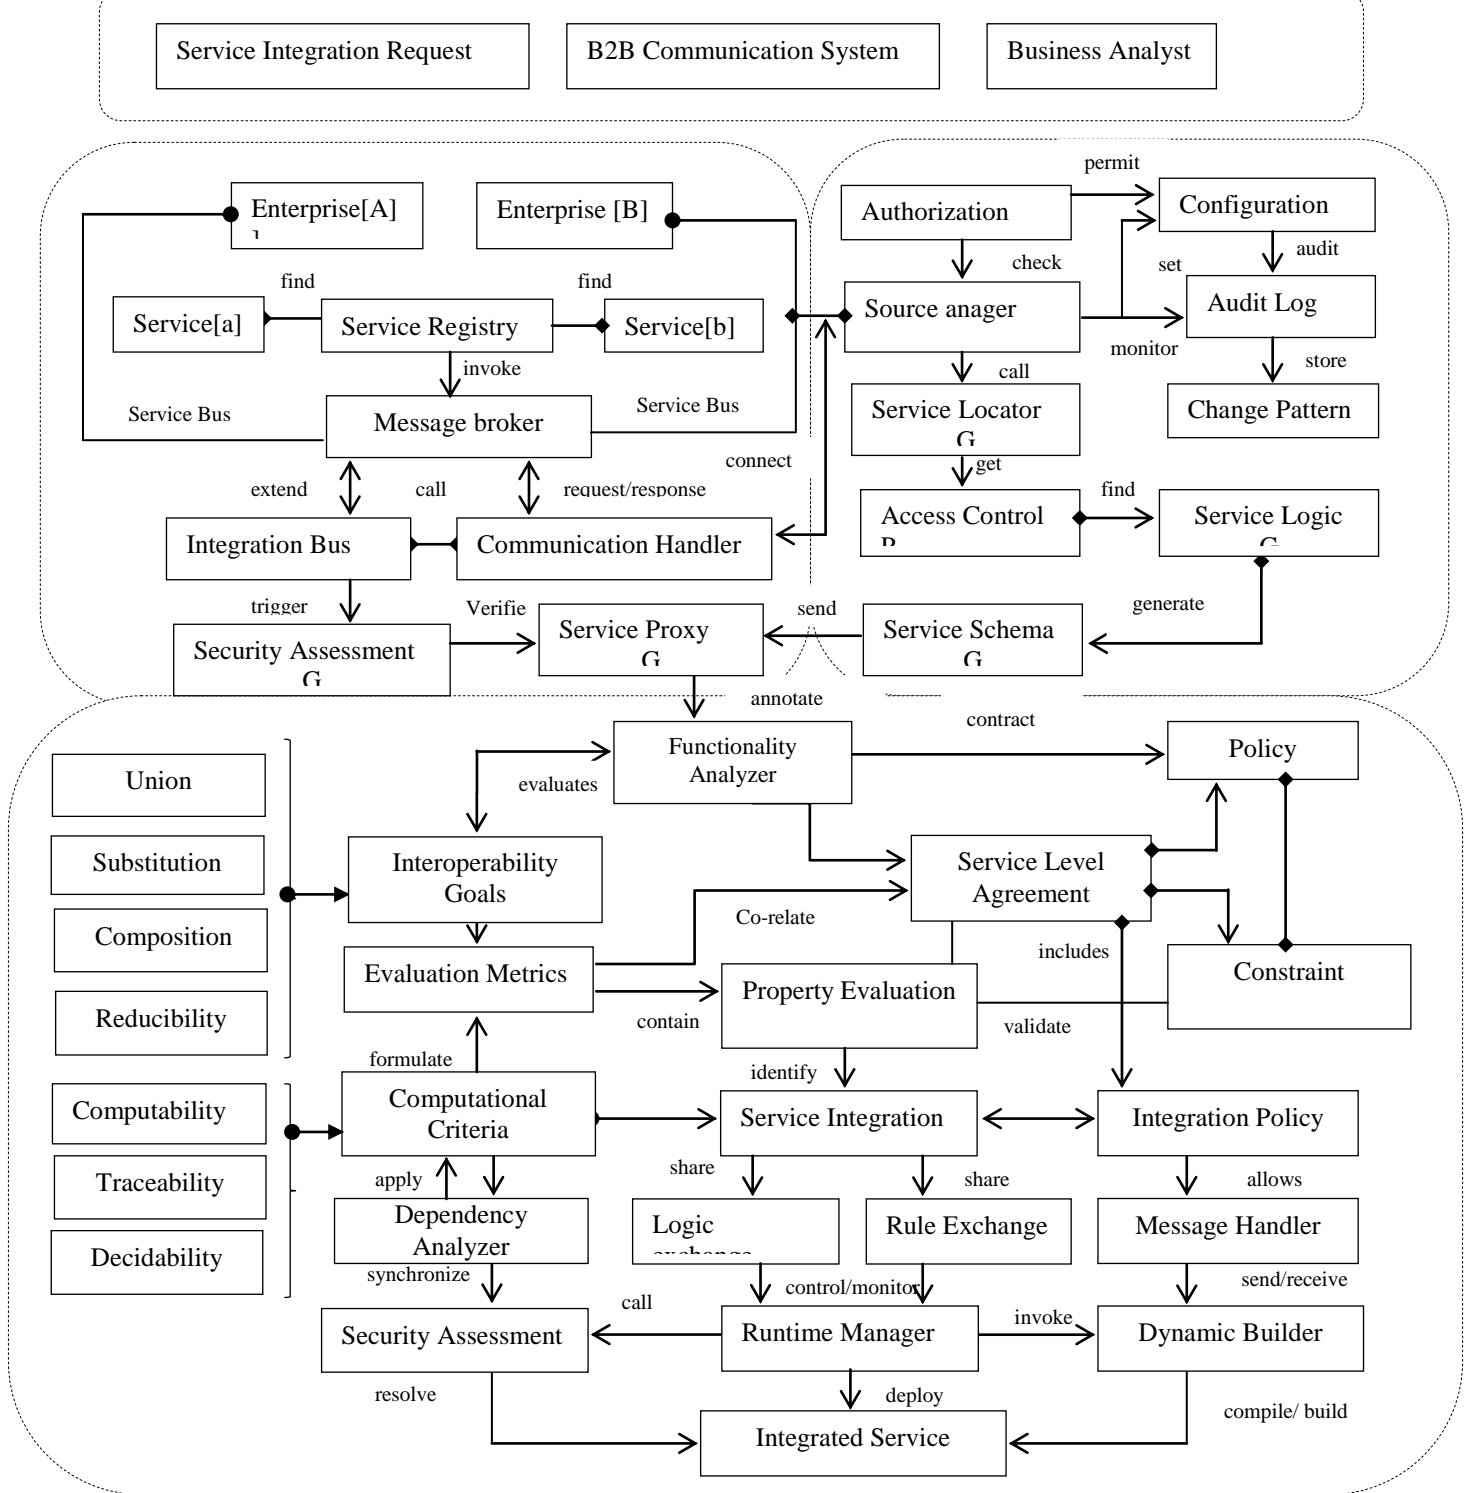 Service Integration Request
B2B Communication System
Business Analyst
permit
Enterprise[A]
]
Enterprise [B]
Authorization
Configuration
find
find
check
set
audit
Service[a]
Service Registry
Service[b]
Source anager
Audit Log
invoke
monitor
store
call
Service Bus
Message broker
Service Bus
Service Locator
G
Change Pattern
connect
get
extend
call
request/response
find
Integration Bus
Communication Handler
Access Control
Service Logic
G
trigger
Verifie
send
generate
Security Assessment
G
Service Proxy
G
Service Schema
G
annotate
contract
Functionality
Analyzer
Policy
Union
evaluates
Substitution
Interoperability
Goals
Service Level
Agreement
Composition
Co-relate
includes
Evaluation Metrics
Property Evaluation
Constraint
Reducibility
contain
validate
formulate
identify
Computability
Computational
Criteria
Service Integration
Integration Policy
Traceability
apply
share
share
allows
Dependency
Analyzer
Logic
exchange
Rule Exchange
Message Handler
Decidability
synchronize
control/monitor
send/receive
call
invoke
Security Assessment
Runtime Manager
Dynamic Builder
resolve
deploy
compile/ build
Integrated Service